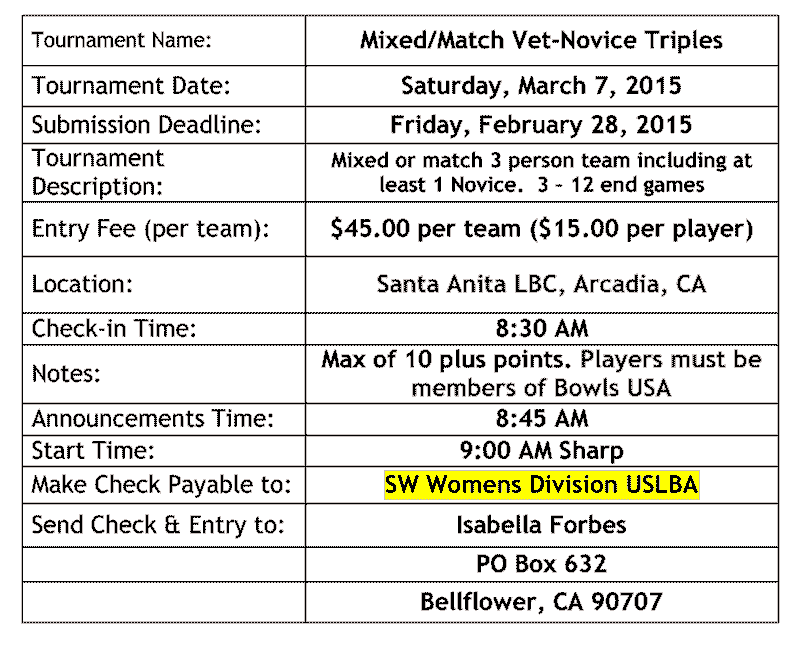 Tournament Name: Mixed/Match Vet-Novice Triples
Tournament Date: Saturday, March 7, 2015
Submission Deadline: Friday, February 28, 2015
Tournament
Description:
Mixed or match 3 person team including at
least 1 Novice. 3 - 12 end games
Entry Fee (per team): $45.00 per team ($15.00 per player)
Location: Santa Anita LBC, Arcadia, CA
Check-in Time: 8:30 AM
Notes:
Max of 10 plus points. Players must be
members of Bowls USA
Announcements Time: 8:45 AM
Start Time: 9:00 AM Sharp
Make Check Payable to: SW Womens Division USLBA
Send Check & Entry to: Isabella Forbes
PO Box 632
Bellflower, CA 90707